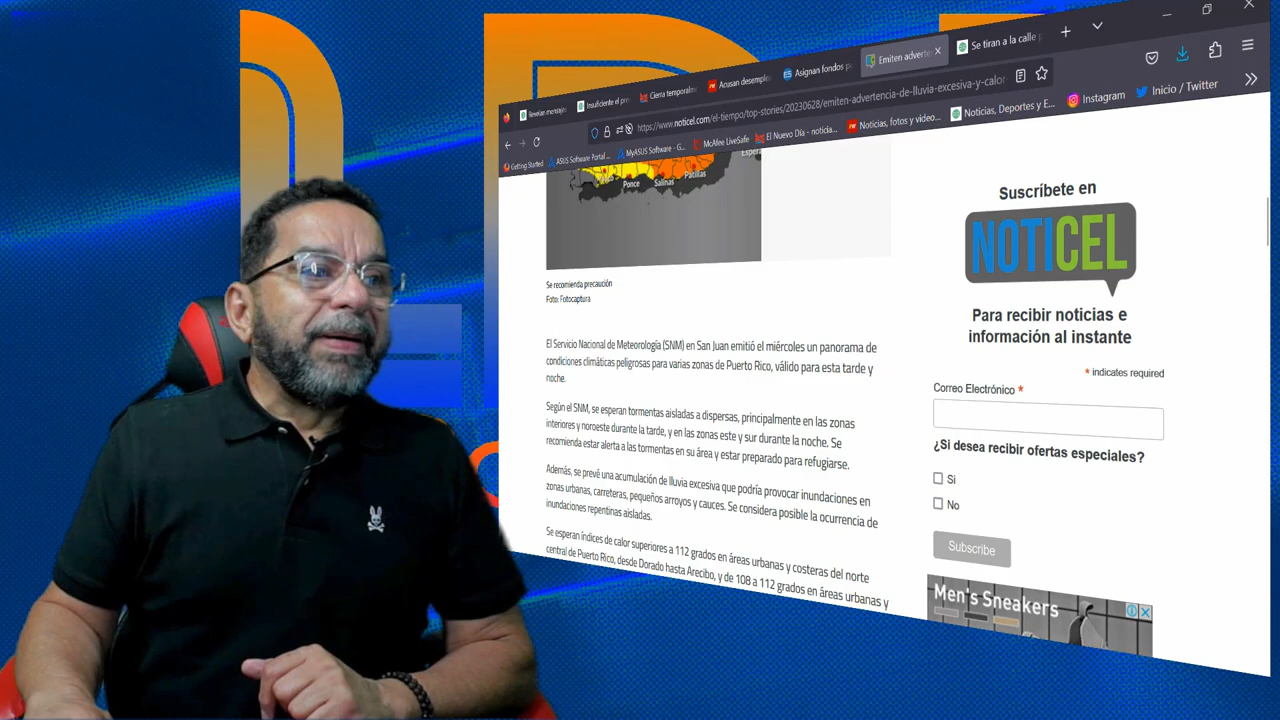 Reviran mensajes
Insuficiente el pre
Cierra temporalm
Acusan desemple
Asignan fondos p
Emiten adverte
Se tiran a la calle p
https://www.noticel.com/el-tiempo/top-stories/20230628/emiten-advertencia-de-lluvia-excesiva-y-calor
Getting Started
ASUS Software Portal ...
MyASUS Software - G...
McAfee LiveSafe
El Nuevo Día - noticia...
Noticias, fotos y video...
Noticias, Deportes y E...
Instagram
Inicio / Twitter
Ponce
Salinas
Patillas
Se recomienda precaución
Foto: Fotocaptura
El Servicio Nacional de Meteorología (SNM) en San Juan emitió el miércoles un panorama de
condiciones climáticas peligrosas para varias zonas de Puerto Rico, válido para esta tarde y
noche.
Según el SNM, se esperan tormentas aisladas a dispersas, principalmente en las zonas
interiores y noroeste durante la tarde, y en las zonas este y sur durante la noche. Se
recomienda estar alerta a las tormentas en su área y estar preparado para refugiarse.
Además, se prevé una acumulación de lluvia excesiva que podría provocar inundaciones en
zonas urbanas, carreteras, pequeños arroyos y cauces. Se considera posible la ocurrencia de
inundaciones repentinas aisladas.
Se esperan índices de calor superiores a 112 grados en áreas urbanas y costeras del norte
central de Puerto Rico, desde Dorado hasta Arecibo, y de 108 a 112 grados en áreas urbanas y
Suscríbete en
NOTICEL
Para recibir noticias e
información al instante
* indicates required
Correo Electrónico *
¿Si desea recibir ofertas especiales?
Si
No
Subscribe
Men's Sneakers